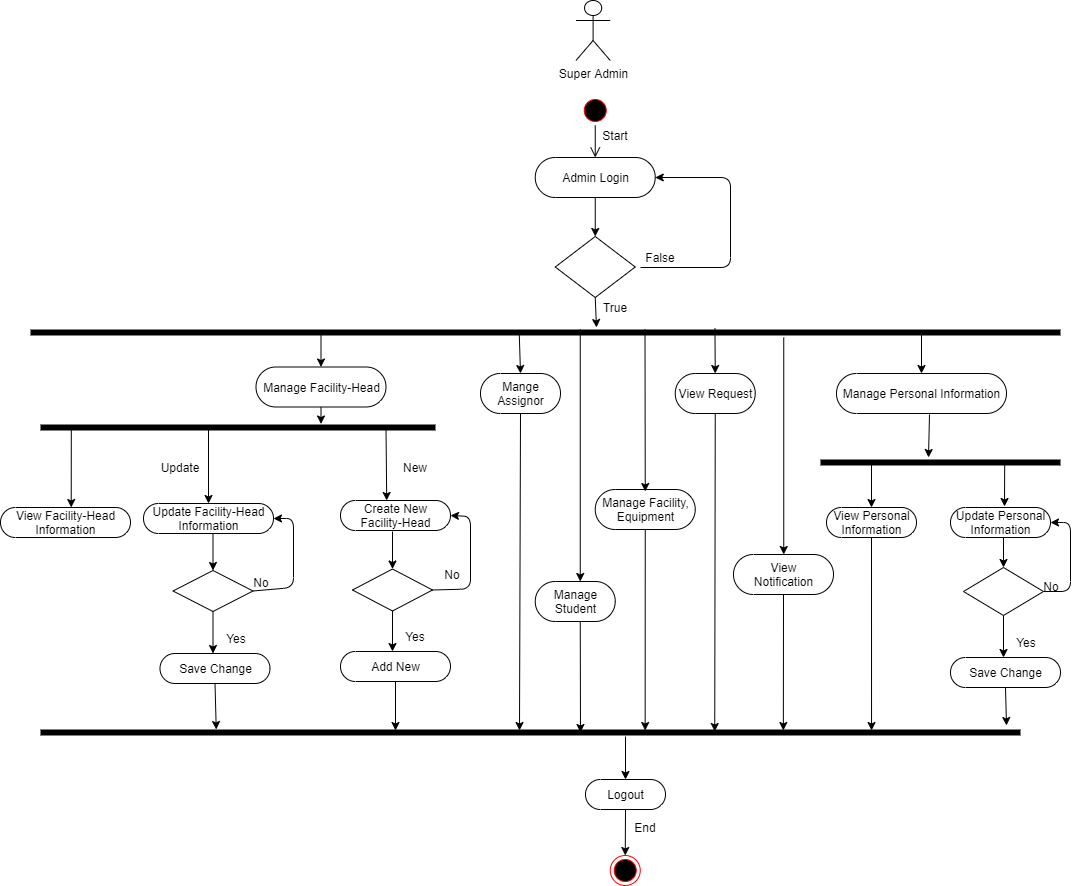 Super Admin
Start
Admin Login
False
True
Manage Facility-Head
Mange
Assignor
View Request
Manage Personal Information
Update
New
View Facility-Head
Information
Update Facility-Head
Information
Create New
Facility-Head
Manage Facility,
Equipment
View Personal
Information
Update Personal
Information
No
No
View
Notification
No
Manage
Student
Yes
Yes
Yes
Save Change
Add New
Save Change
Logout
End